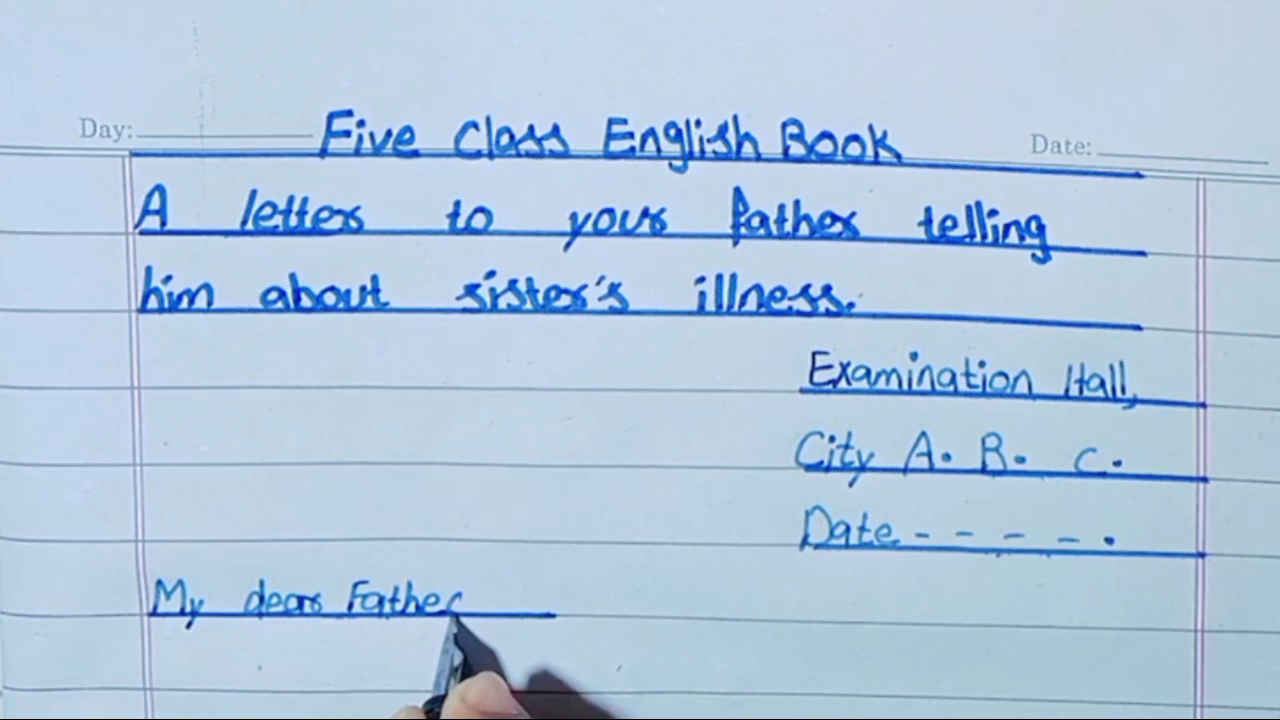 Day: Five Class English Book Date:
A letter to your father telling
him about sister's illness.
Examination Hall,
City A. B. C.
Date - - - - .
My dear Father